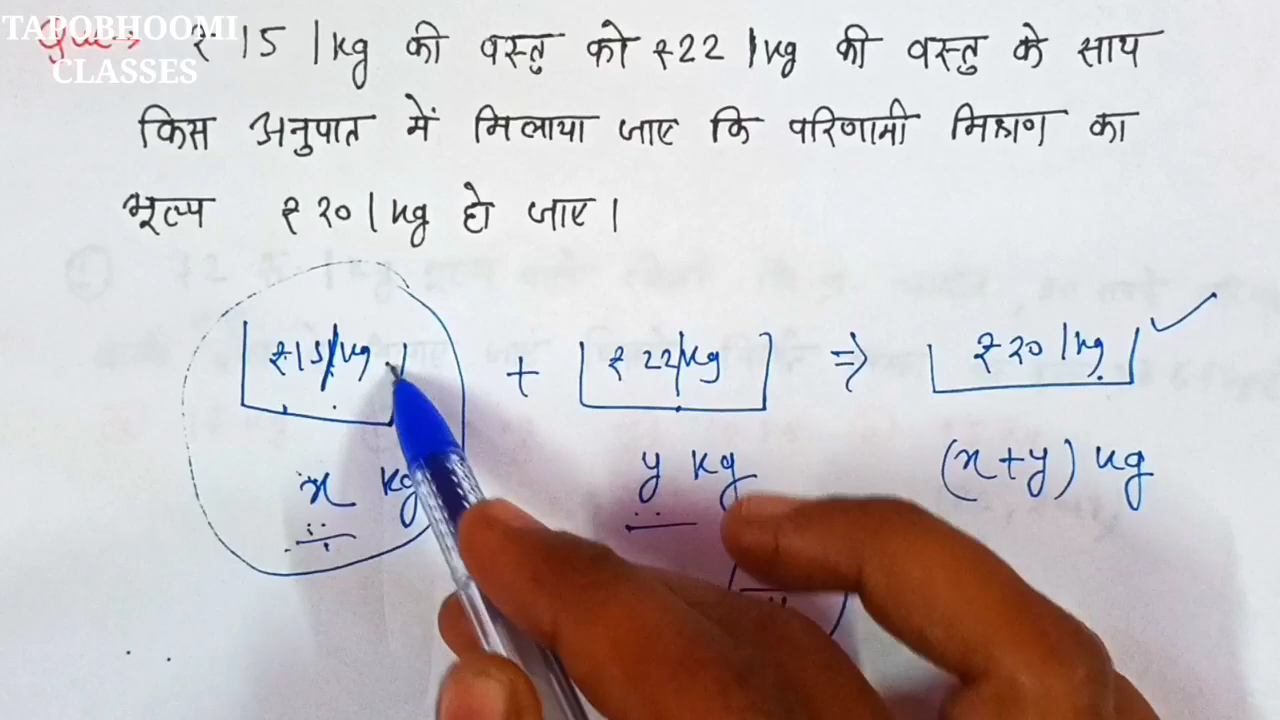 TAPOBHOOMI
CLASSES
Que→ ₹ 15 / kg की वस्तु को ₹22 / kg की वस्तु के साथ
किस अनुपात में मिलाया जाए कि परिणामी मिश्रण का
मूल्य ₹20 / kg हो जाए।
₹15/kg + ₹22/kg ⇒ ₹20/kg
x kg y kg (x+y) kg